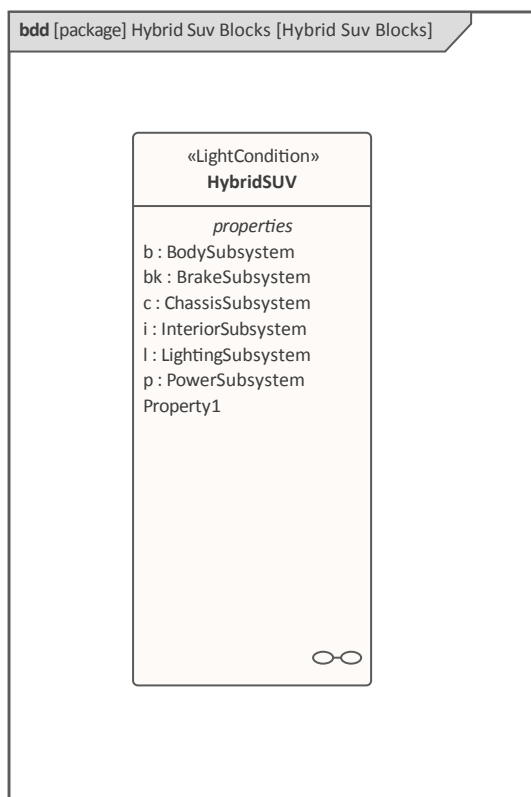 bdd [package] Hybrid Suv Blocks [Hybrid Suv Blocks]
«LightCondition»
HybridSUV
properties
b : BodySubsystem
bk : BrakeSubsystem
c : ChassisSubsystem
i : InteriorSubsystem
l : LightingSubsystem
p : PowerSubsystem
Property1